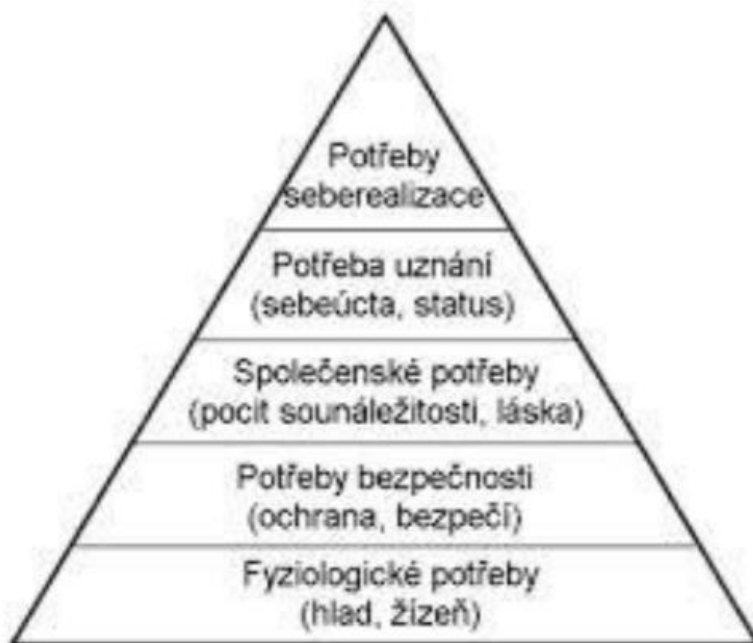 Potřeby
seberealizace
Potřeba uznání
(sebeúcta, status)
Společenské potřeby
(pocit sounáležitosti, láska)
Potřeby bezpečnosti
(ochrana, bezpečí)
Fyziologické potřeby
(hlad, žízeň)